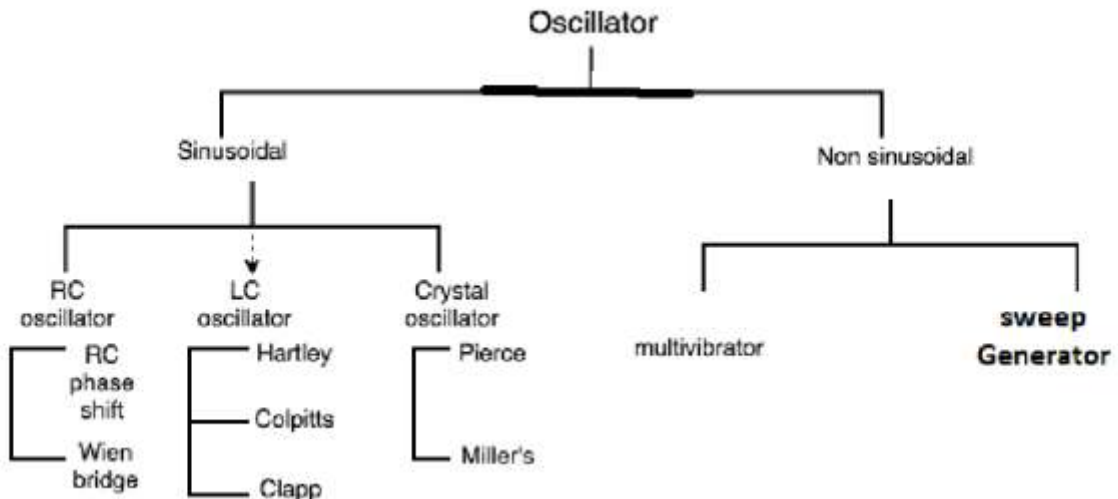 Oscillator
Sinusoidal
Non sinusoidal
RC
oscillator
LC
oscillator
Crystal
oscillator
multivibrator
sweep
Generator
RC
phase
shift
Wien
bridge
Hartley
Colpitts
Clapp
Pierce
Miller's